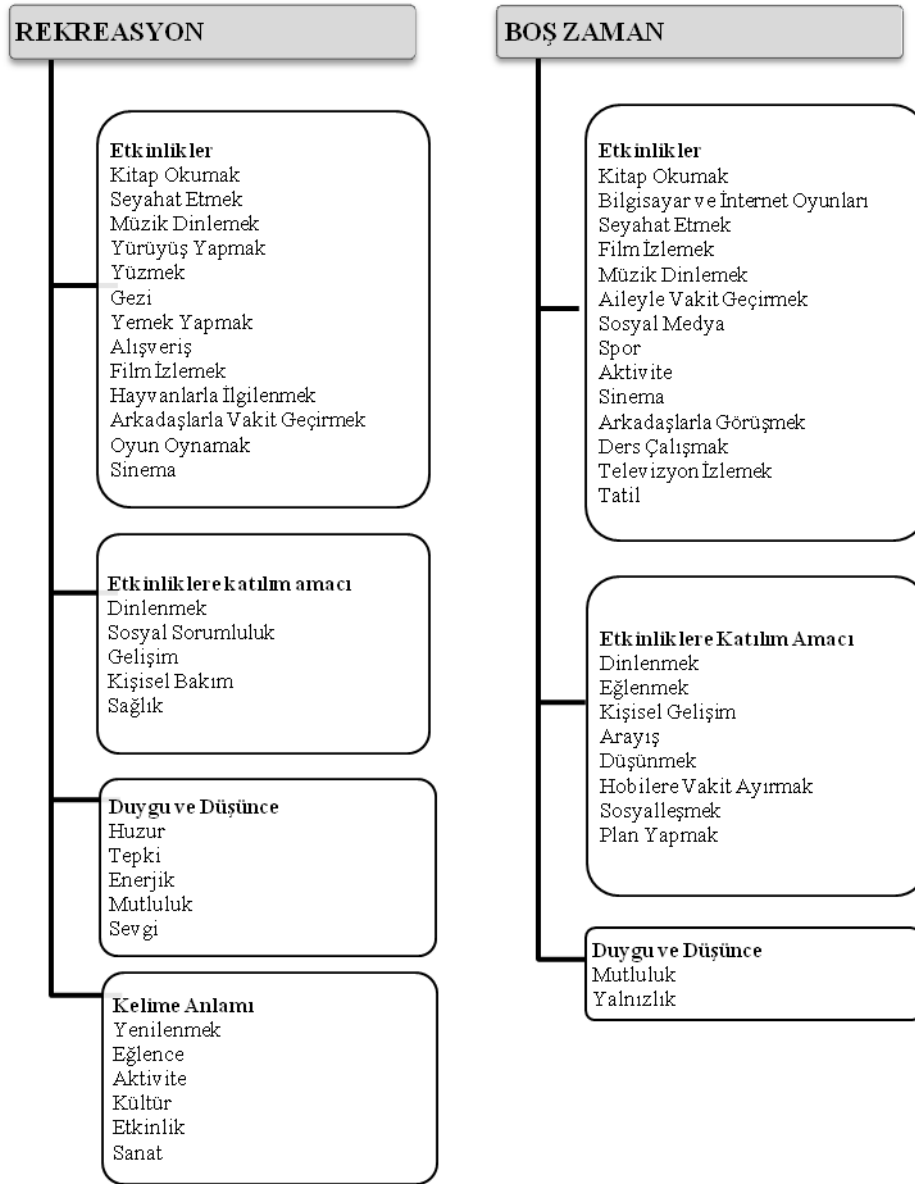 REKREASYON
Etkinlikler
Kitap Okumak
Seyahat Etmek
Müzik Dinlemek
Yürüyüş Yapmak
Yüzmek
Gezi
Yemek Yapmak
Alışveriş
Film İzlemek
Hayvanlarla İlgilenmek
Arkadaşlarla Vakit Geçirmek
Oyun Oynamak
Sinema
Etkinliklere katılım amacı
Dinlenmek
Sosyal Sorumluluk
Gelişim
Kişisel Bakım
Sağlık
Duygu ve Düşünce
Huzur
Tepki
Enerjik
Mutluluk
Sevgi
Kelime Anlamı
Yenilenmek
Eğlence
Aktivite
Kültür
Etkinlik
Sanat
BOŞ ZAMAN
Etkinlikler
Kitap Okumak
Bilgisayar ve İnternet Oyunları
Seyahat Etmek
Film İzlemek
Müzik Dinlemek
Aileyle Vakit Geçirmek
Sosyal Medya
Spor
Aktivite
Sinema
Arkadaşlarla Görüşmek
Ders Çalışmak
Televizyon İzlemek
Tatil
Etkinliklere Katılım Amacı
Dinlenmek
Eğlenmek
Kişisel Gelişim
Arayış
Düşünmek
Hobilere Vakit Ayırmak
Sosyalleşmek
Plan Yapmak
Duygu ve Düşünce
Mutluluk
Yalnızlık